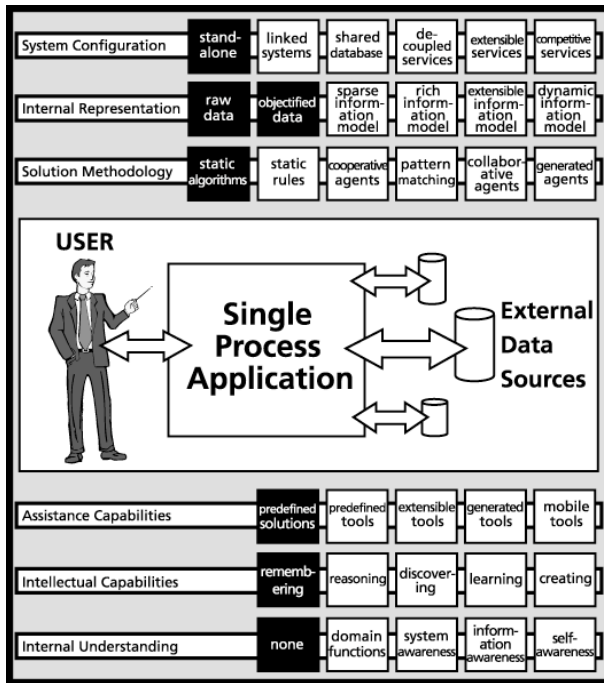 System Configuration
stand-
alone
linked
systems
shared
database
de-
coupled
services
extensible
services
competitive
services
Internal Representation
raw
data
objectified
data
sparse
inform-
ation
model
rich
inform-
ation
model
extensible
inform-
ation
model
dynamic
inform-
ation
model
Solution Methodology
static
algorithms
static
rules
cooperative
agents
pattern
matching
collabor-
ative
agents
generated
agents
USER
Single
Process
Application
External
Data
Sources
Assistance Capabilities
predefined
solutions
predefined
tools
extensible
tools
generated
tools
mobile
tools
Intellectual Capabilities
rememb-
ering
reasoning
discover-
ing
learning
creating
Internal Understanding
none
domain
functions
system
awareness
inform-
ation
awareness
self-
awareness